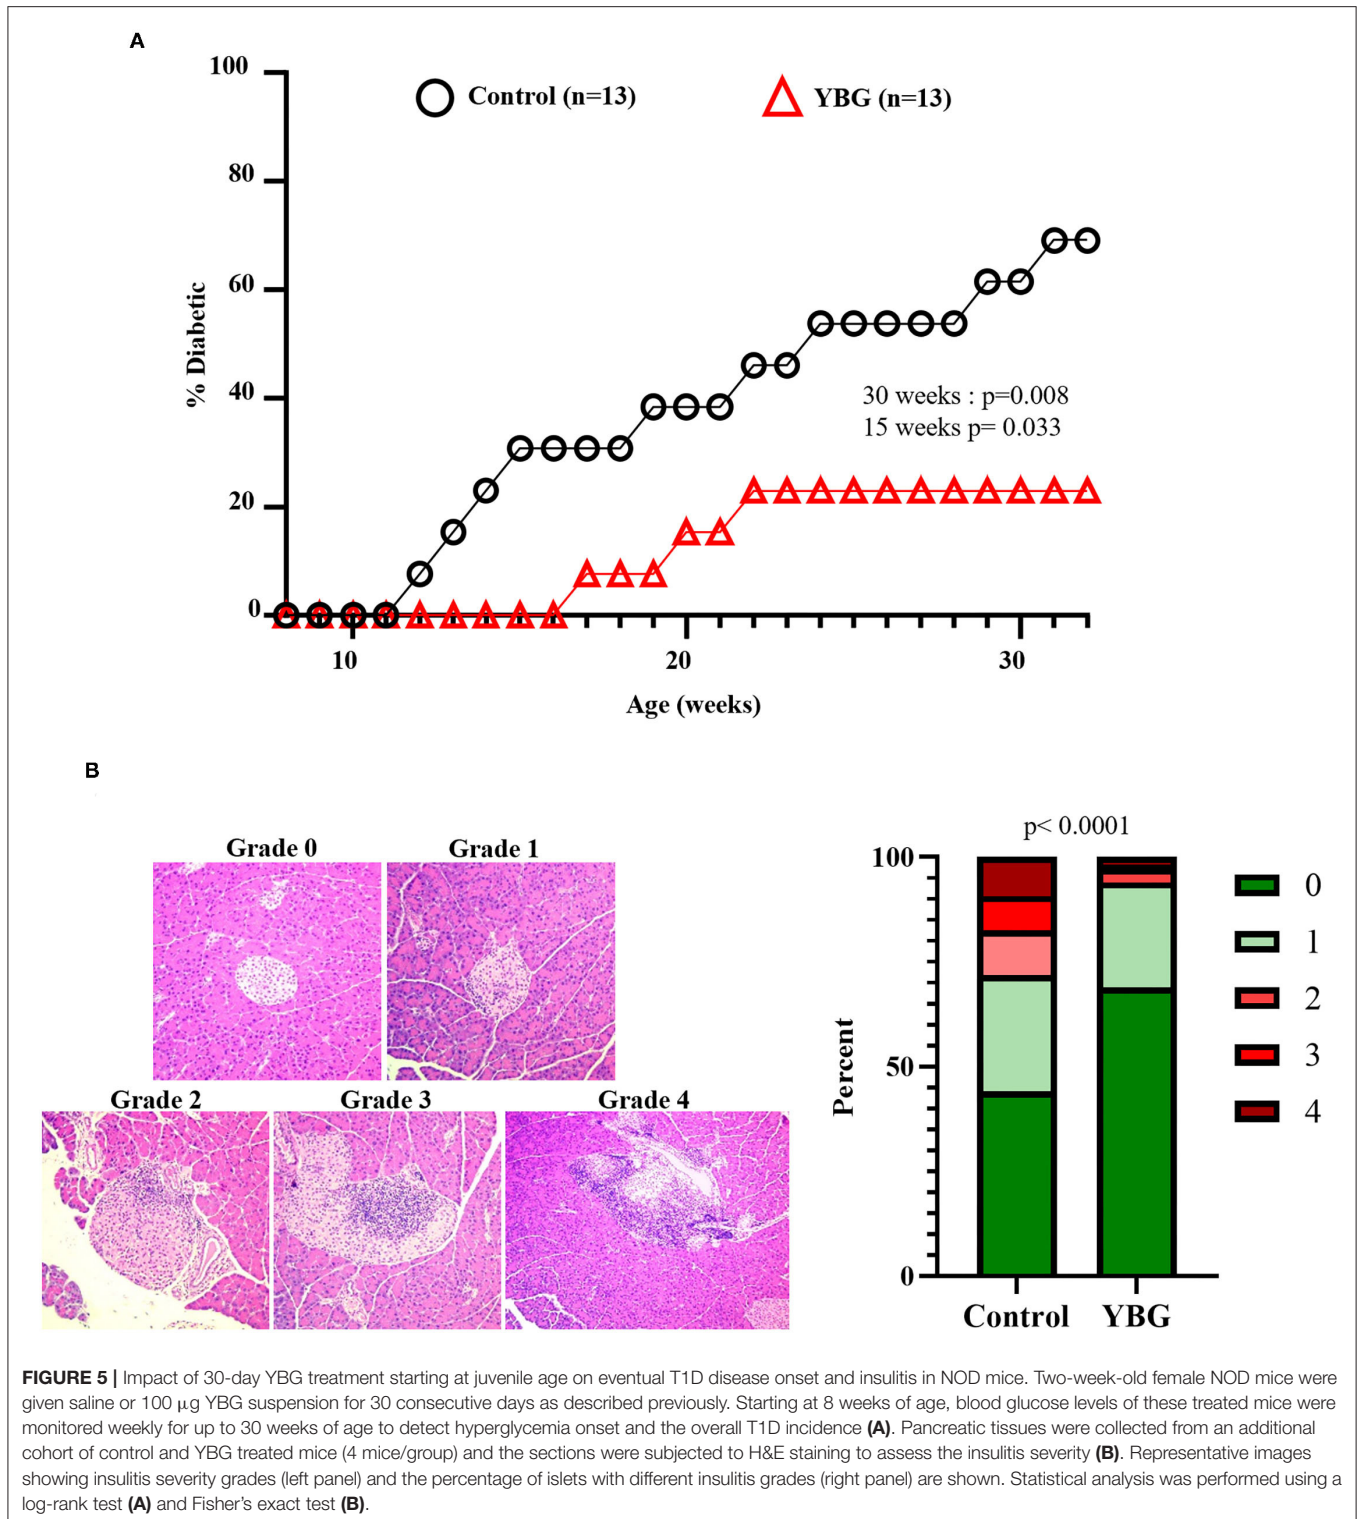 A
100
Control (n=13)
YBG (n=13)
80
60
% Diabetic
40
30 weeks : p=0.008
15 weeks p= 0.033
20
0
10
20
30
Age (weeks)
B
Grade 0
Grade 1
Grade 2
Grade 3
Grade 4
p< 0.0001
100
50
0
Percent
Control
YBG
0
1
2
3
4
FIGURE 5 | Impact of 30-day YBG treatment starting at juvenile age on eventual T1D disease onset and insulitis in NOD mice. Two-week-old female NOD mice were
given saline or 100 μg YBG suspension for 30 consecutive days as described previously. Starting at 8 weeks of age, blood glucose levels of these treated mice were
monitored weekly for up to 30 weeks of age to detect hyperglycemia onset and the overall T1D incidence (A). Pancreatic tissues were collected from an additional
cohort of control and YBG treated mice (4 mice/group) and the sections were subjected to H&E staining to assess the insulitis severity (B). Representative images
showing insulitis severity grades (left panel) and the percentage of islets with different insulitis grades (right panel) are shown. Statistical analysis was performed using a
log-rank test (A) and Fisher's exact test (B).